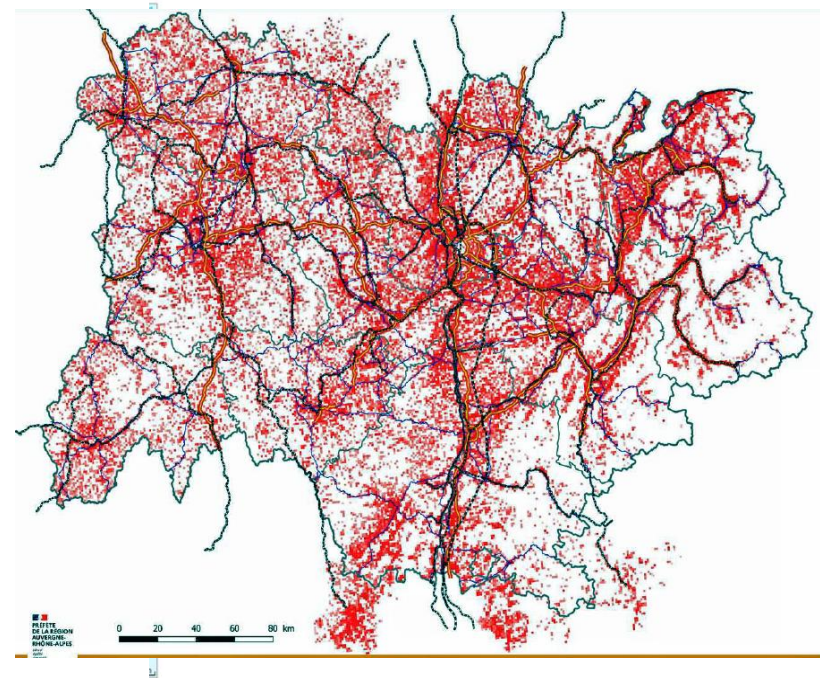 0 20 40 60 80 km
PRÉFÈTE
DE LA RÉGION
AUVERGNE-
RHÔNE-ALPES